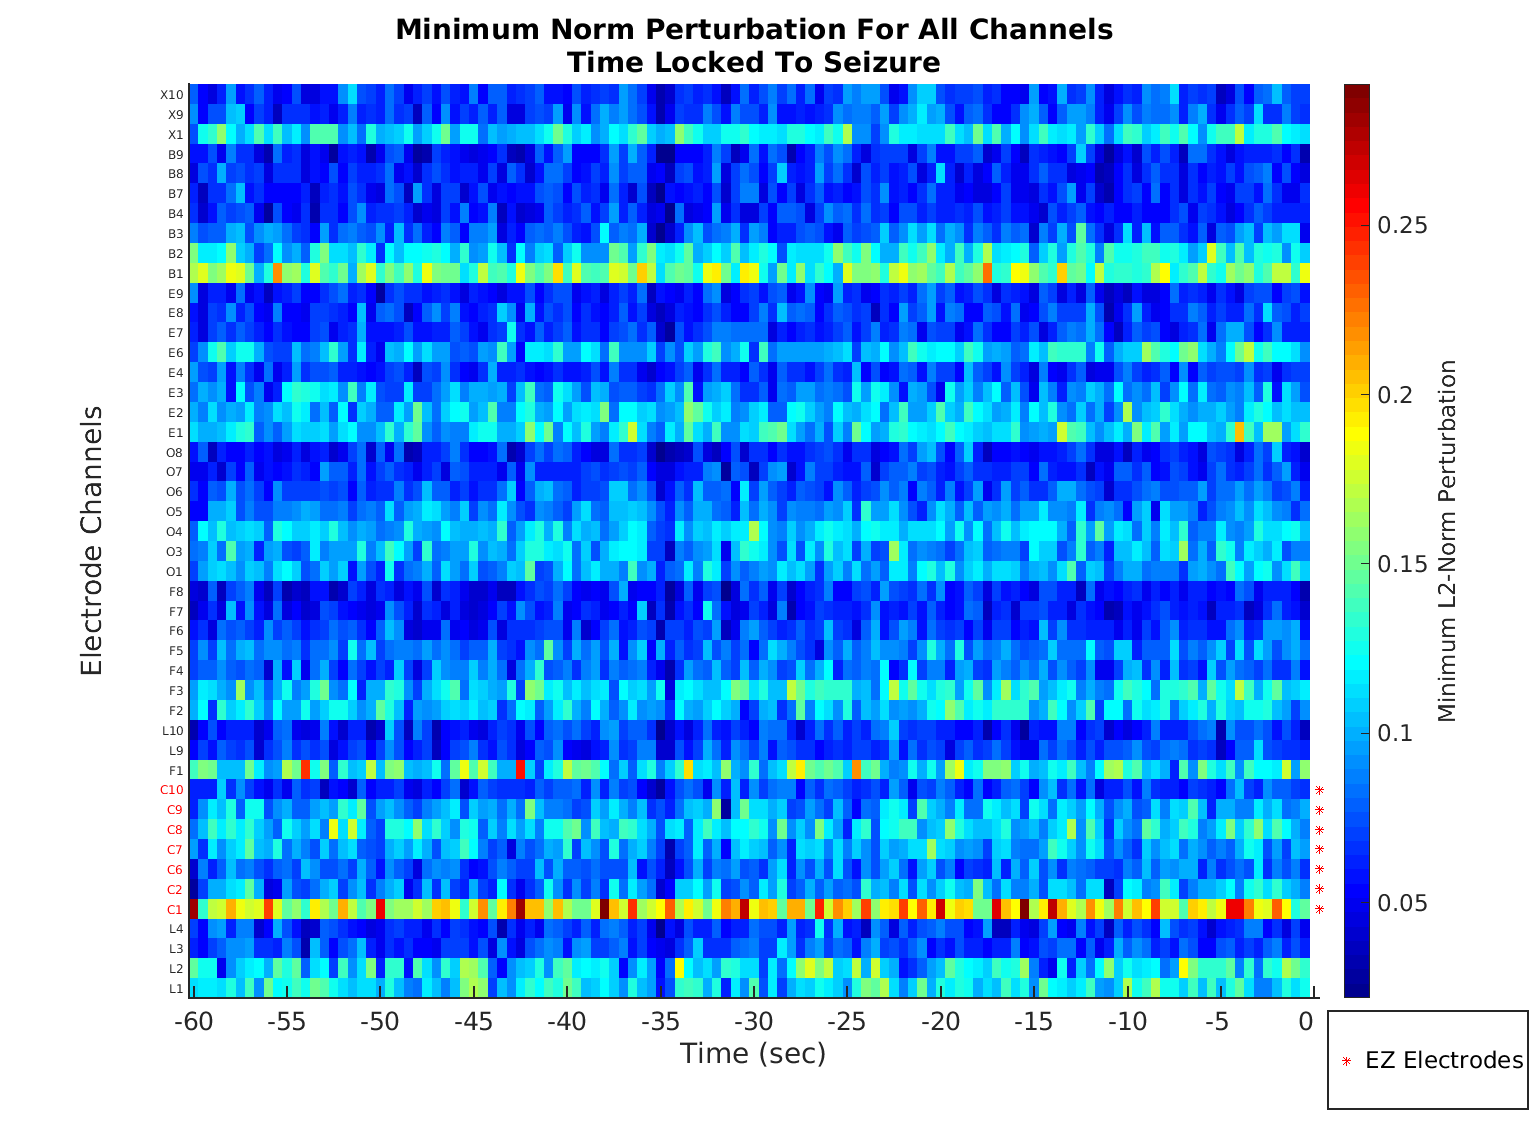 Minimum Norm Perturbation For All Channels
Time Locked To Seizure
Electrode Channels
X10
X9
X1
B9
B8
B7
B4
B3
B2
B1
E9
E8
E7
E6
E4
E3
E2
E1
O8
O7
O6
O5
O4
O3
O1
F8
F7
F6
F5
F4
F3
F2
L10
L9
F1
C10
C9
C8
C7
C6
C2
C1
L4
L3
L2
L1
-60 -55 -50 -45 -40 -35 -30 -25 -20 -15 -10 -5 0
Time (sec)
0.25
0.2
0.15
0.1
0.05
Minimum L2-Norm Perturbation
EZ Electrodes